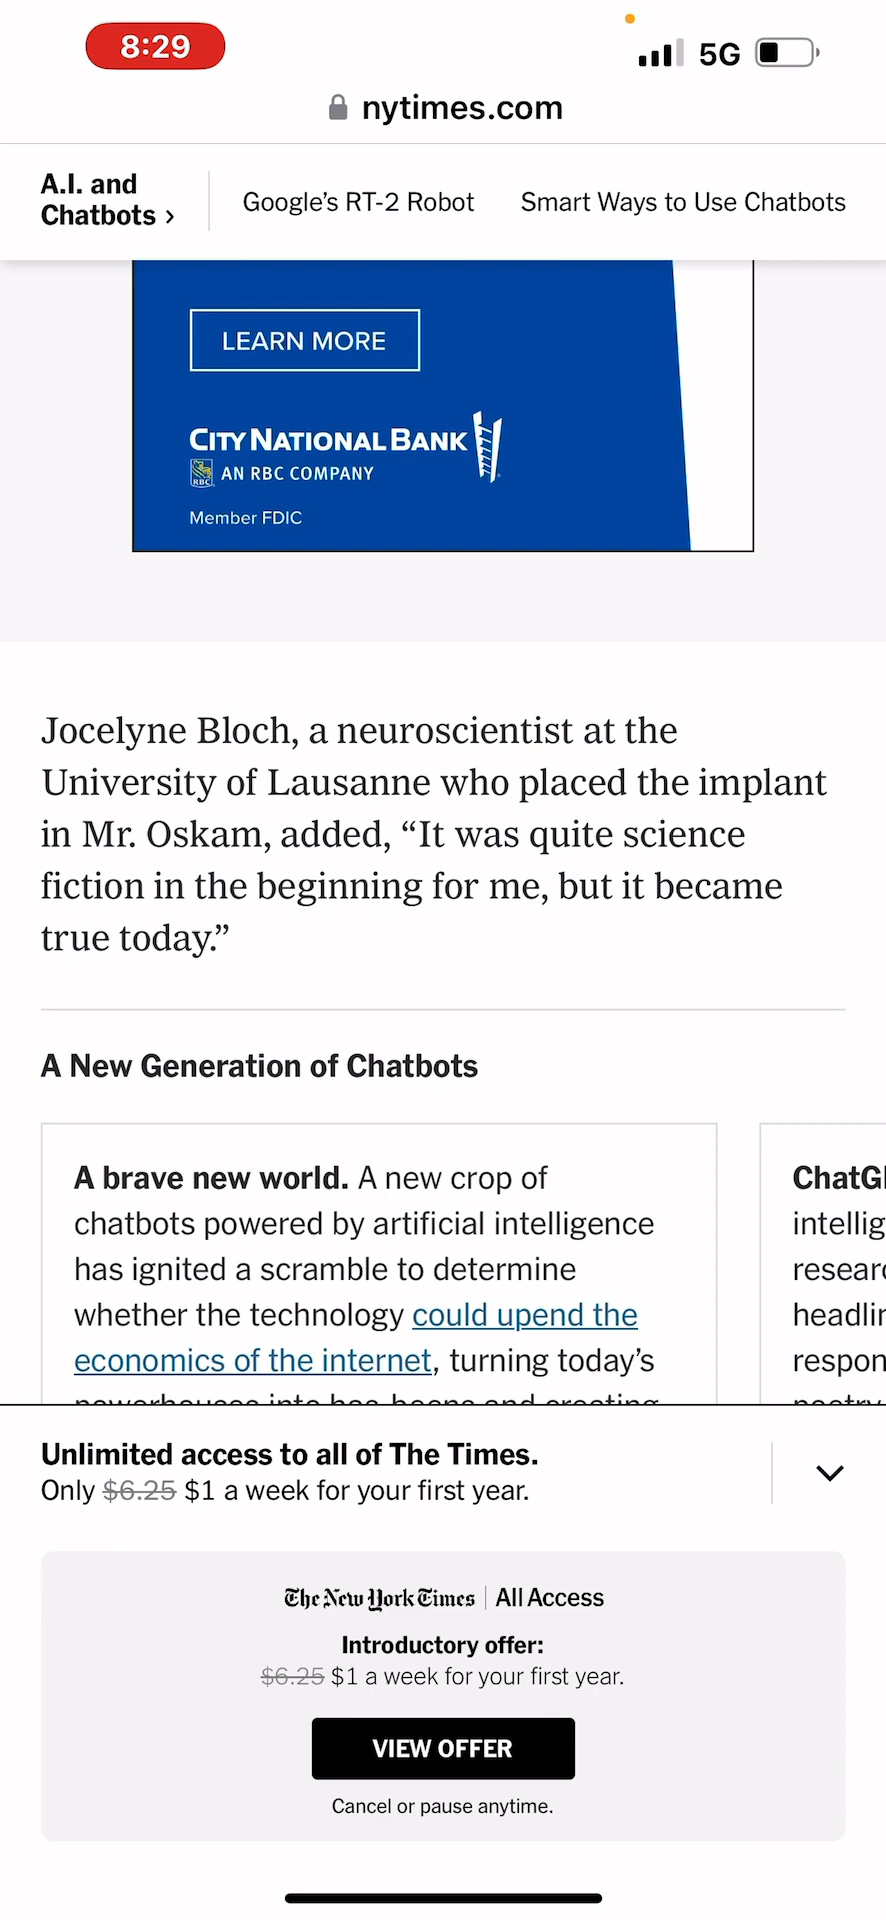 8:29
5G
nytimes.com
A.I. and
Chatbots
Google's RT-2 Robot
Smart Ways to Use Chatbots
LEARN MORE
CITY NATIONAL BANK
RBC
AN RBC COMPANY
Member FDIC
Jocelyne Bloch, a neuroscientist at the
University of Lausanne who placed the implant
in Mr. Oskam, added, “It was quite science
fiction in the beginning for me, but it became
true today.”
A New Generation of Chatbots
A brave new world. A new crop of
chatbots powered by artificial intelligence
has ignited a scramble to determine
whether the technology could upend the
economics of the internet, turning today's
Unlimited access to all of The Times.
Only $6.25 $1 a week for your first year.
The New York Times | All Access
Introductory offer:
$6.25 $1 a week for your first year.
VIEW OFFER
Cancel or pause anytime.